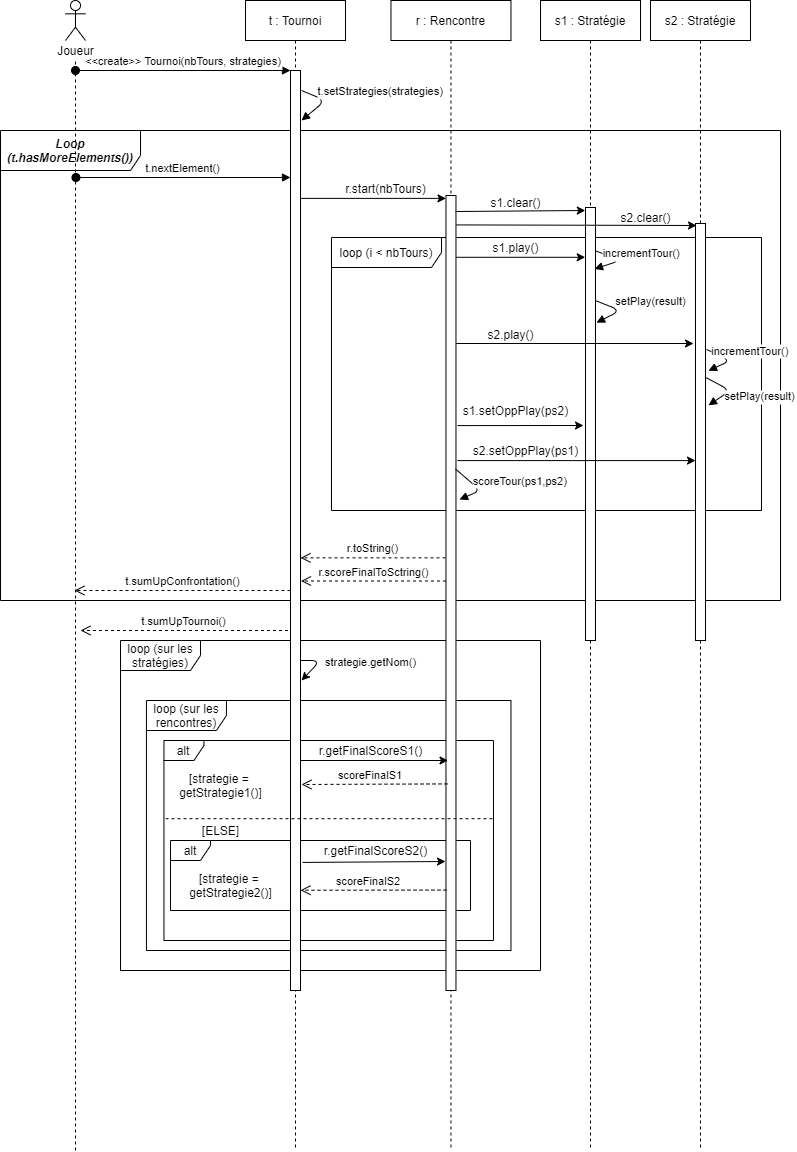 t : Tournoi
r : Rencontre
s1 : Stratégie
s2 : Stratégie
Joueur
<<create>> Tournoi(nbTours, strategies)
t.setStrategies(strategies)
Loop
(t.hasMoreElements())
t.nextElement()
r.start(nbTours)
s1.clear()
s2.clear()
loop (i < nbTours)
s1.play()
incrementTour()
setPlay(result)
s2.play()
incrementTour()
setPlay(result)
s1.setOppPlay(ps2)
s2.setOppPlay(ps1)
scoreTour(ps1,ps2)
r.toString()
r.scoreFinalToSctring()
t.sumUpConfrontation()
t.sumUpTournoi()
loop (sur les
stratégies)
strategie.getNom()
loop (sur les
rencontres)
alt
r.getFinalScoreS1()
[strategie =
getStrategie1()]
scoreFinalS1
[ELSE]
alt
r.getFinalScoreS2()
[strategie =
getStrategie2()]
scoreFinalS2